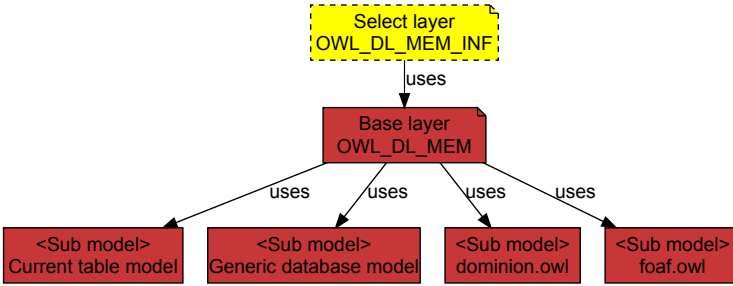 Select layer
OWL_DL_MEM_INF
uses
Base layer
OWL_DL_MEM
uses
uses
uses
uses
<Sub model>
Current table model
<Sub model>
Generic database model
<Sub model>
dominion.owl
<Sub model>
foaf.owl